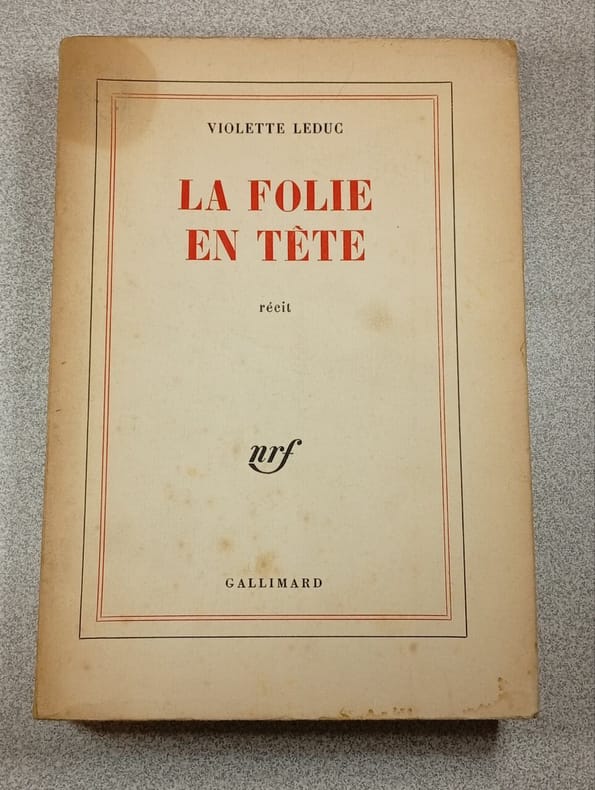 VIOLETTE LEDUC
LA FOLIE
EN TÊTE
récit
nrf
GALLIMARD